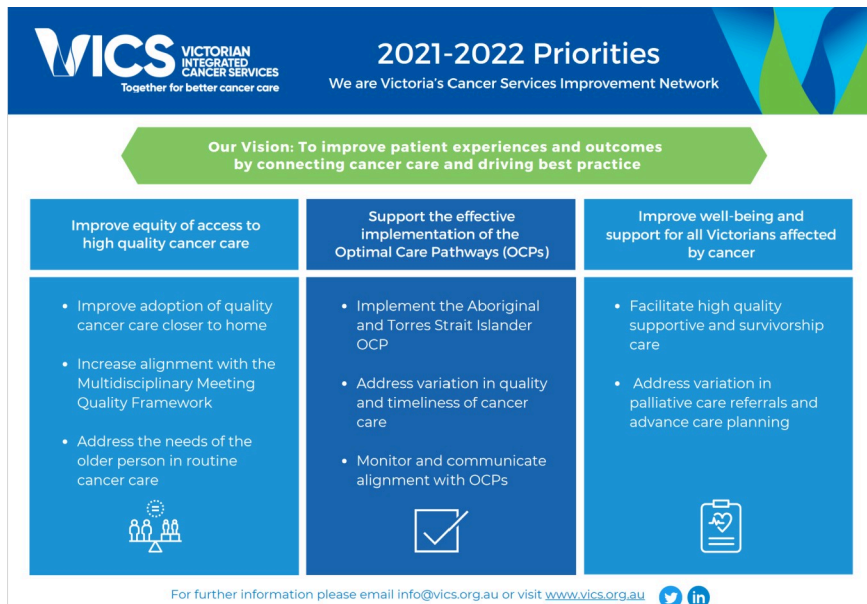 VICS
VICTORIAN
INTEGRATED
CANCER SERVICES
Together for better cancer care
2021-2022 Priorities
We are Victoria's Cancer Services Improvement Network
Our Vision: To improve patient experiences and outcomes
by connecting cancer care and driving best practice
Improve equity of access to
high quality cancer care
• Improve adoption of quality
cancer care closer to home
• Increase alignment with the
Multidisciplinary Meeting
Quality Framework
• Address the needs of the
older person in routine
cancer care
Support the effective
implementation of the
Optimal Care Pathways (OCPs)
• Implement the Aboriginal
and Torres Strait Islander
OCP
• Address variation in quality
and timeliness of cancer
care
• Monitor and communicate
alignment with OCPs
Improve well-being and
support for all Victorians affected
by cancer
• Facilitate high quality
supportive and survivorship
care
• Address variation in
palliative care referrals and
advance care planning
For further information please email info@vics.org.au or visit www.vics.org.au
in